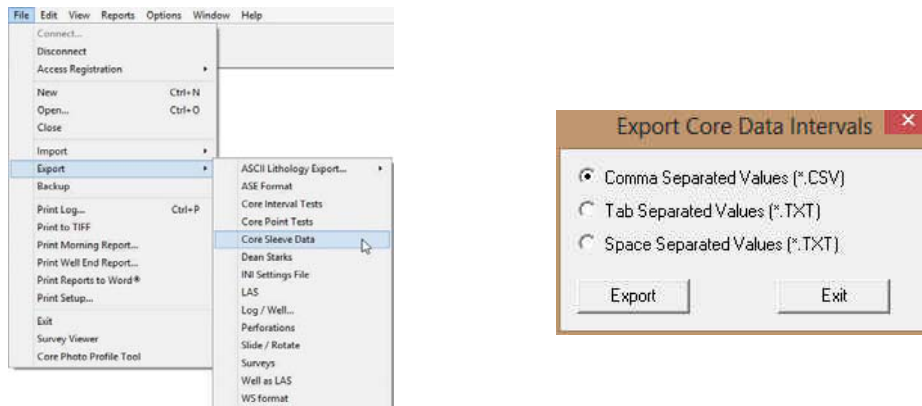 File Edit View Reports Options Window Help
Connect...
Disconnect
Access Registration
New Ctrl+N
Open... Ctrl+O
Close
Import
Export
Backup
Print Log... Ctrl+P
Print to TIFF
Print Morning Report...
Print Well End Report...
Print Reports to Word®
Print Setup...
Exit
Survey Viewer
Core Photo Profile Tool
ASCII Lithology Export...
ASE Format
Core Interval Tests
Core Point Tests
Core Sleeve Data
Dean Starks
INI Settings File
LAS
Log / Well...
Perforations
Slide / Rotate
Surveys
Well as LAS
WS format
Export Core Data Intervals
Comma Separated Values (*.CSV)
Tab Separated Values (*.TXT)
Space Separated Values (*.TXT)
Export Exit